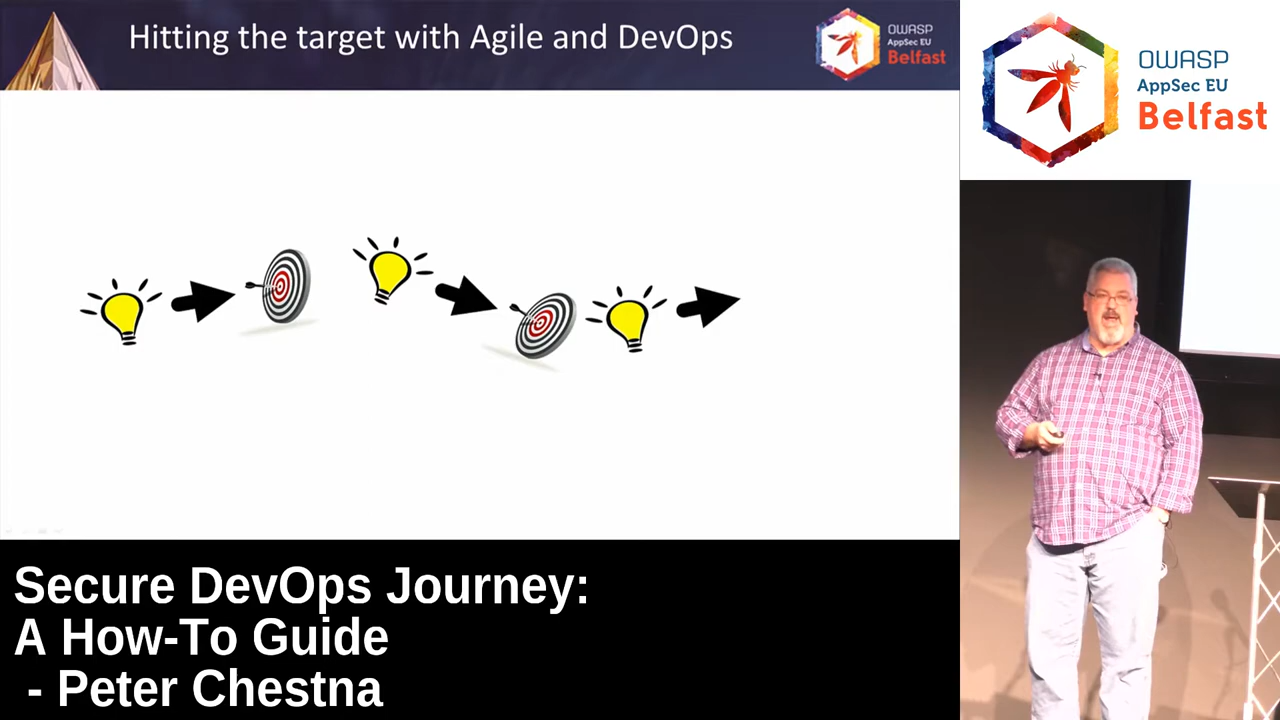 Hitting the target with Agile and DevOps
OWASP
AppSec EU
Belfast
OWASP
AppSec EU
Belfast
Secure DevOps Journey:
A How-To Guide
- Peter Chestna